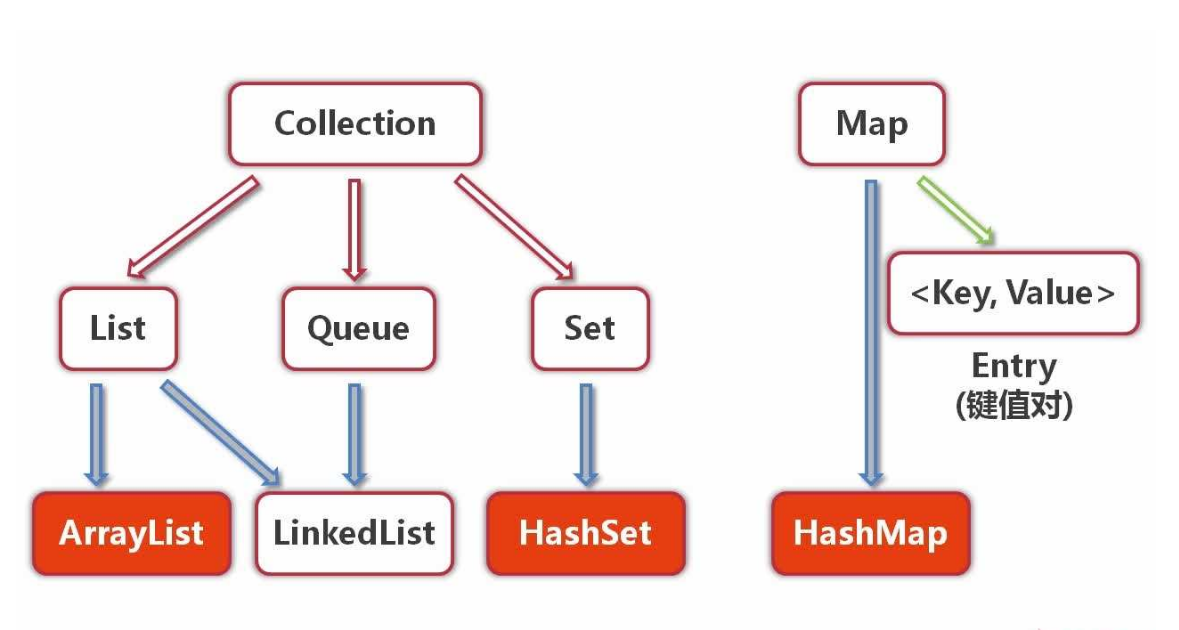 Collection
Map
<Key, Value>
List
Queue
Set
Entry
(键值对)
ArrayList
LinkedList
HashSet
HashMap